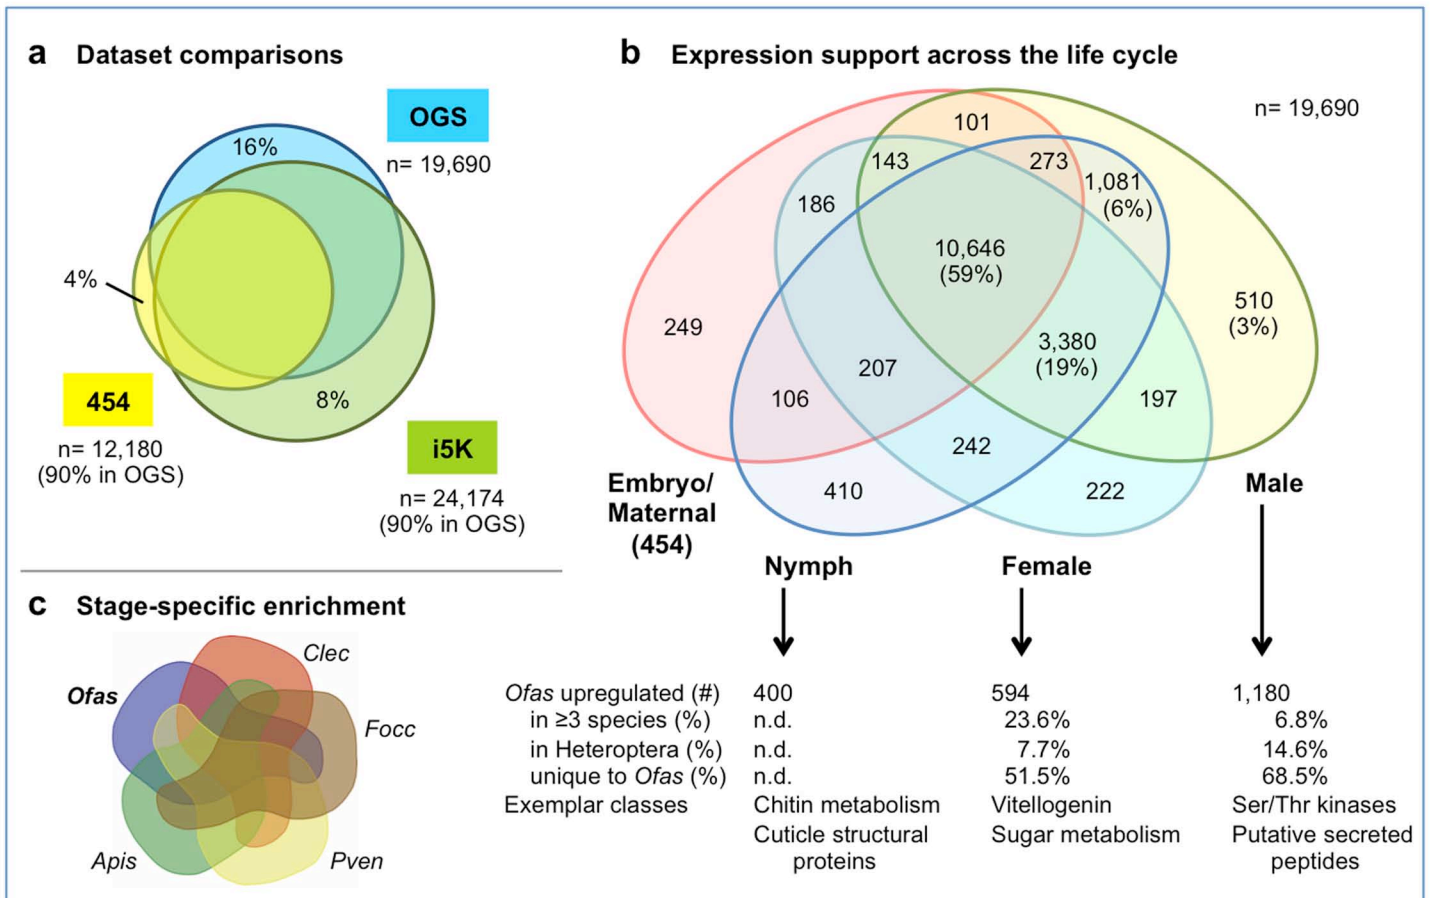 a Dataset comparisons
OGS
n= 19,690
16%
4%
8%
454
n= 12,180
(90% in OGS)
i5K
n= 24,174
(90% in OGS)
b Expression support across the life cycle
n= 19,690
101
143
273
1,081
(6%)
186
10,646
(59%)
510
(3%)
249
3,380
(19%)
207
106
197
242
410
222
Embryo/
Maternal
(454)
Nymph
Female
Male
c Stage-specific enrichment
Clec
Ofas
Focc
Apis
Pven
Ofas upregulated (#) 400 594 1,180
in ≥3 species (%) n.d. 23.6% 6.8%
in Heteroptera (%) n.d. 7.7% 14.6%
unique to Ofas (%) n.d. 51.5% 68.5%
Exemplar classes Chitin metabolism Vitellogenin Ser/Thr kinases
Cuticle structural Sugar metabolism Putative secreted
proteins peptides